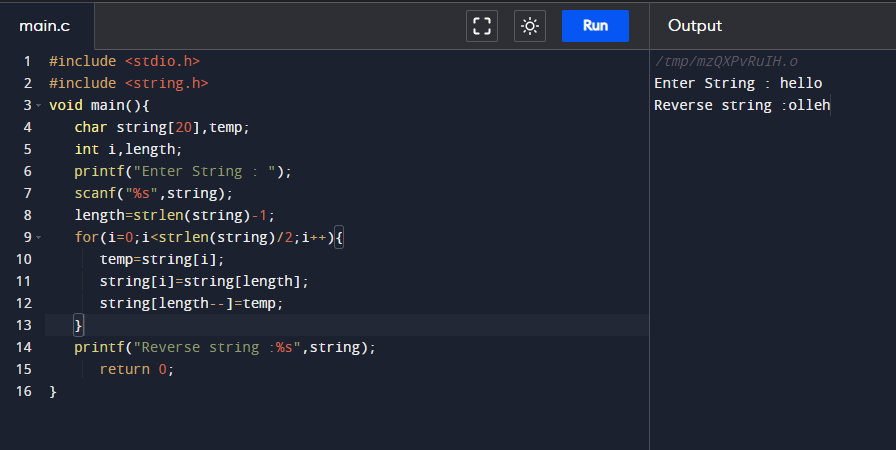 main.c Run Output
1 #include <stdio.h>
2 #include <string.h>
3 void main(){
4 char string[20],temp;
5 int i,length;
6 printf("Enter String : ");
7 scanf("%s",string);
8 length=strlen(string)-1;
9 for(i=0;i<strlen(string)/2;i++){
10 temp=string[i];
11 string[i]=string[length];
12 string[length--]=temp;
13 }
14 printf("Reverse string :%s",string);
15 return 0;
16 }
/tmp/mzQXPvRuIH.o
Enter String : hello
Reverse string :olleh